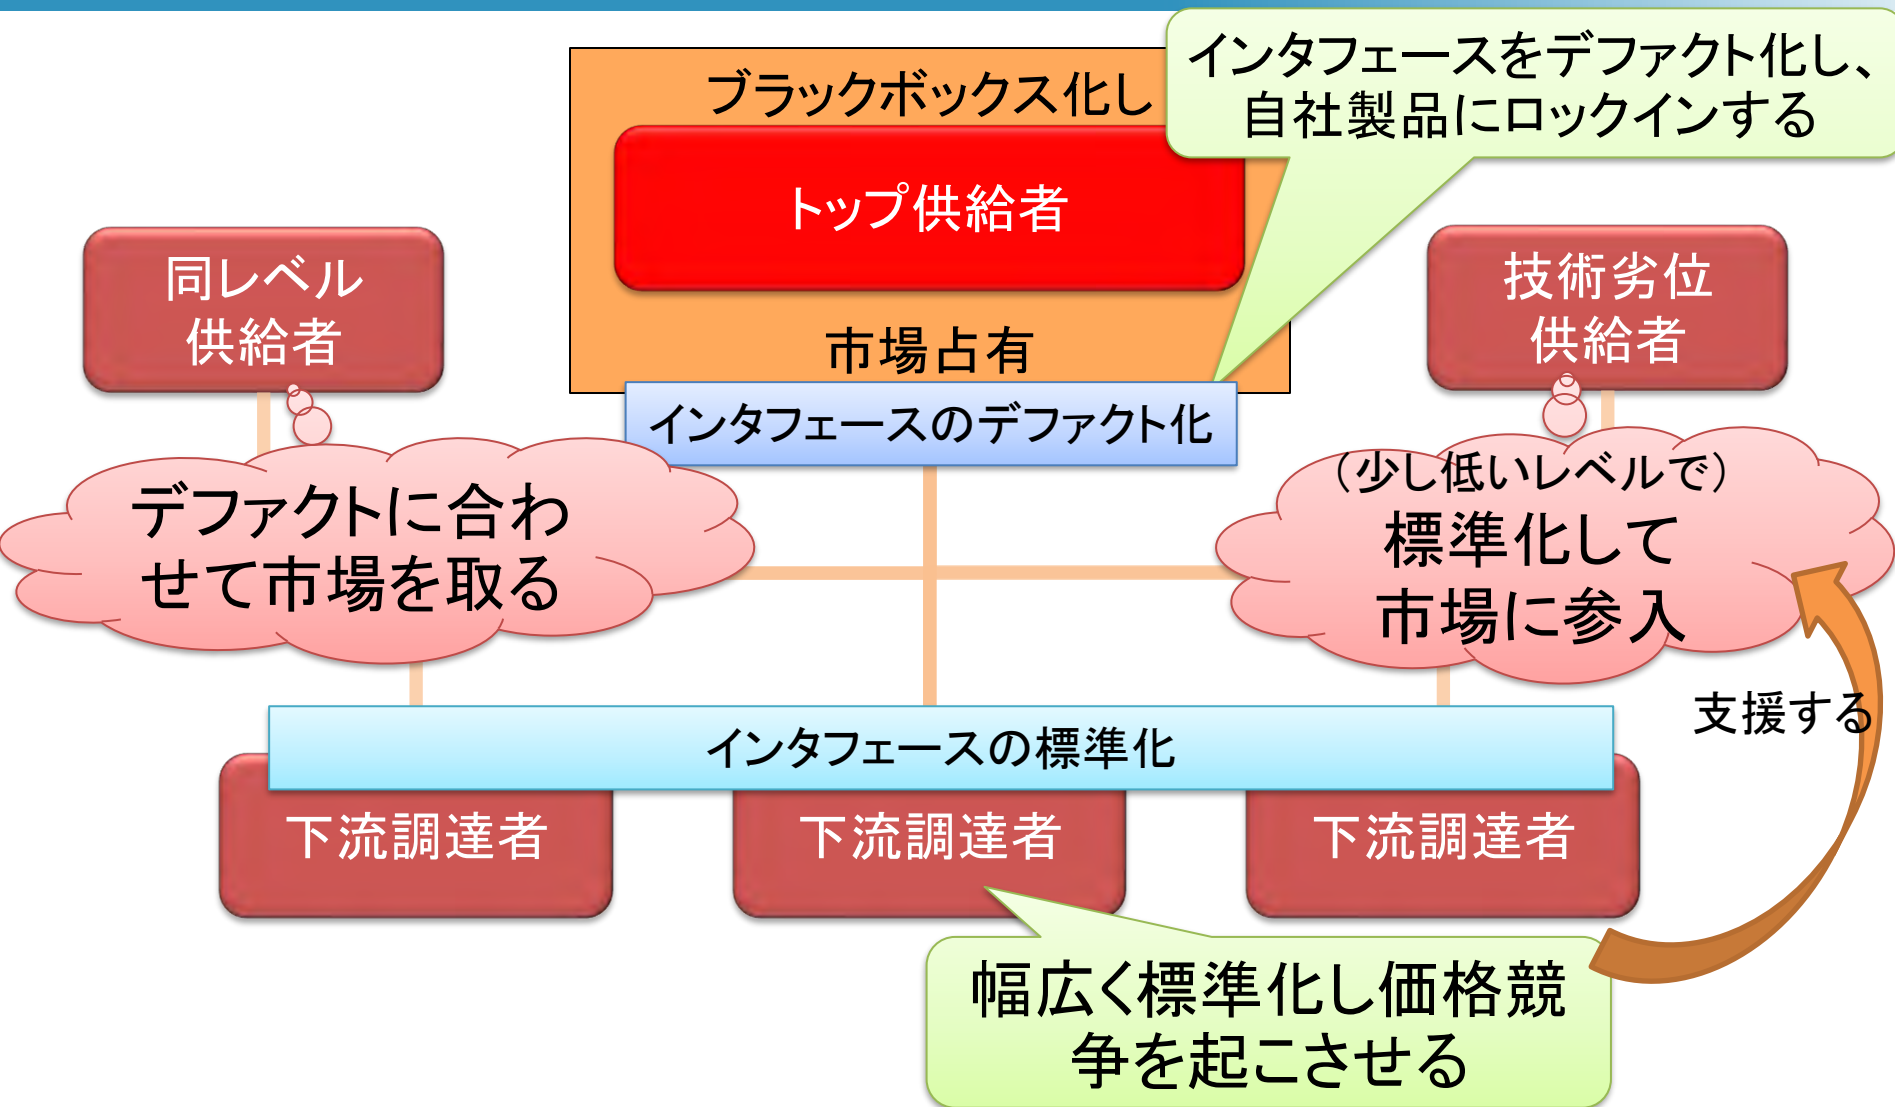 インタフェースをデファクト化し、
自社製品にロックインする
ブラックボックス化し
トップ供給者
市場占有
インタフェースのデファクト化
同レベル
供給者
技術劣位
供給者
デファクトに合わ
せて市場を取る
（少し低いレベルで）
標準化して
市場に参入
支援する
インタフェースの標準化
下流調達者
下流調達者
下流調達者
幅広く標準化し価格競
争を起こさせる